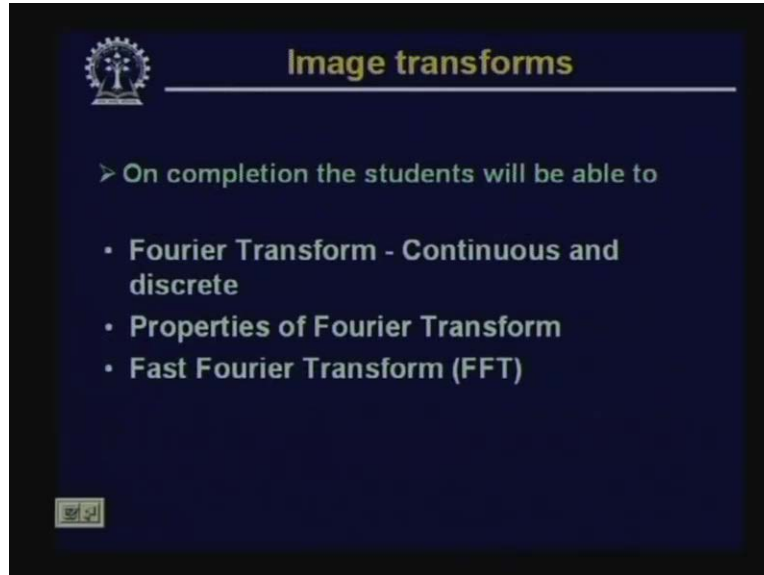 Image transforms
➢ On completion the students will be able to
• Fourier Transform - Continuous and
discrete
• Properties of Fourier Transform
• Fast Fourier Transform (FFT)